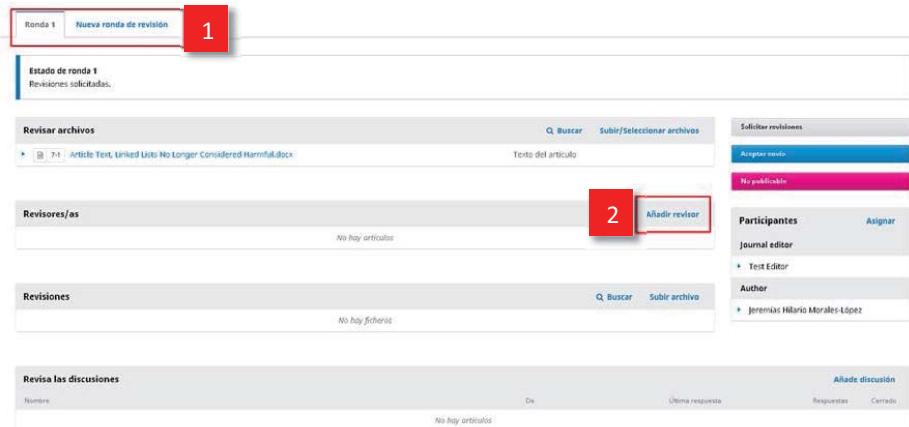 Ronda 1 Nueva ronda de revisión 1
Estado de ronda 1
Revisiones solicitadas.
Revisar archivos Buscar Subir/Seleccionar archivos
7-1 Article Text, Linked Lists No Longer Considered Harmful.docx Texto del artículo
Solicitar revisiones
Aceptar envío
No publicable
Revisores/as 2 Añadir revisor
No hay artículos
Participantes Asignar
Journal editor
Test Editor
Author
Jeremías Hilario Morales-López
Revisiones Buscar Subir archivo
No hay ficheros
Revisa las discusiones Añade discusión
Nombre De Última respuesta Respuestas Cerrado
No hay artículos